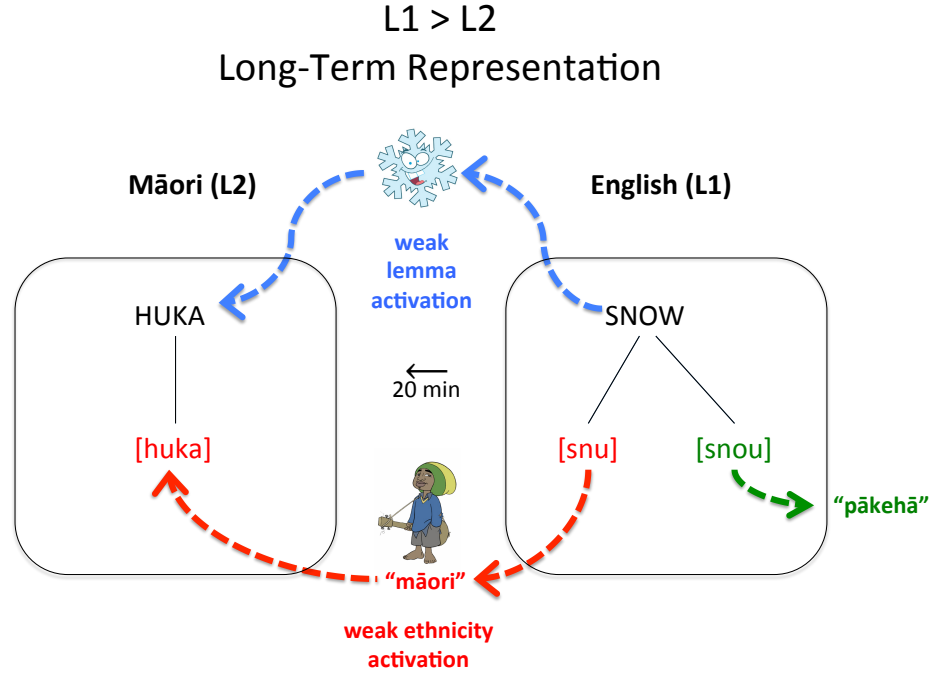 L1 > L2
Long-Term Representation
Māori (L2)
English (L1)
weak
lemma
activation
HUKA
SNOW
20 min
[huka]
[snu]
[snou]
"pākehā"
"māori"
weak ethnicity
activation